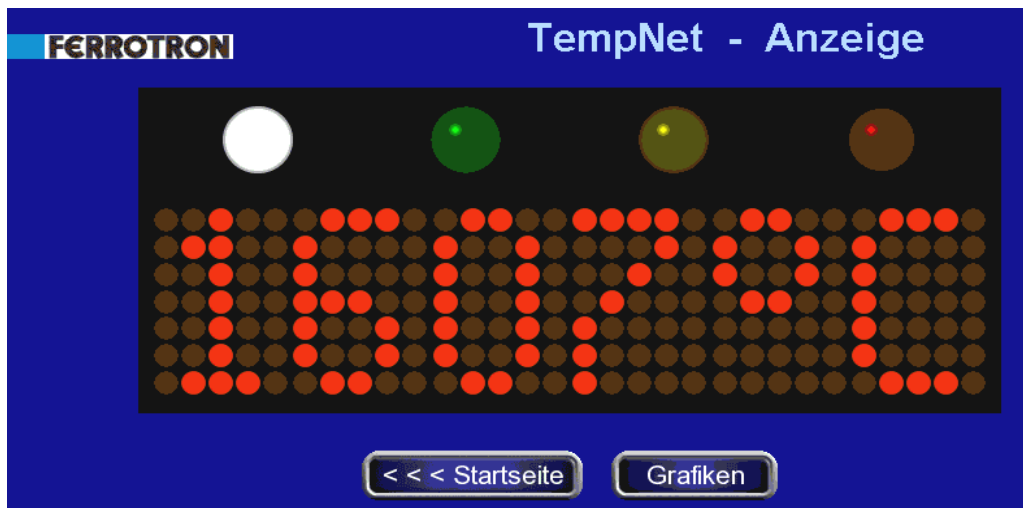 FERROTRON
TempNet - Anzeige
1607°C
< < < Startseite
Grafiken